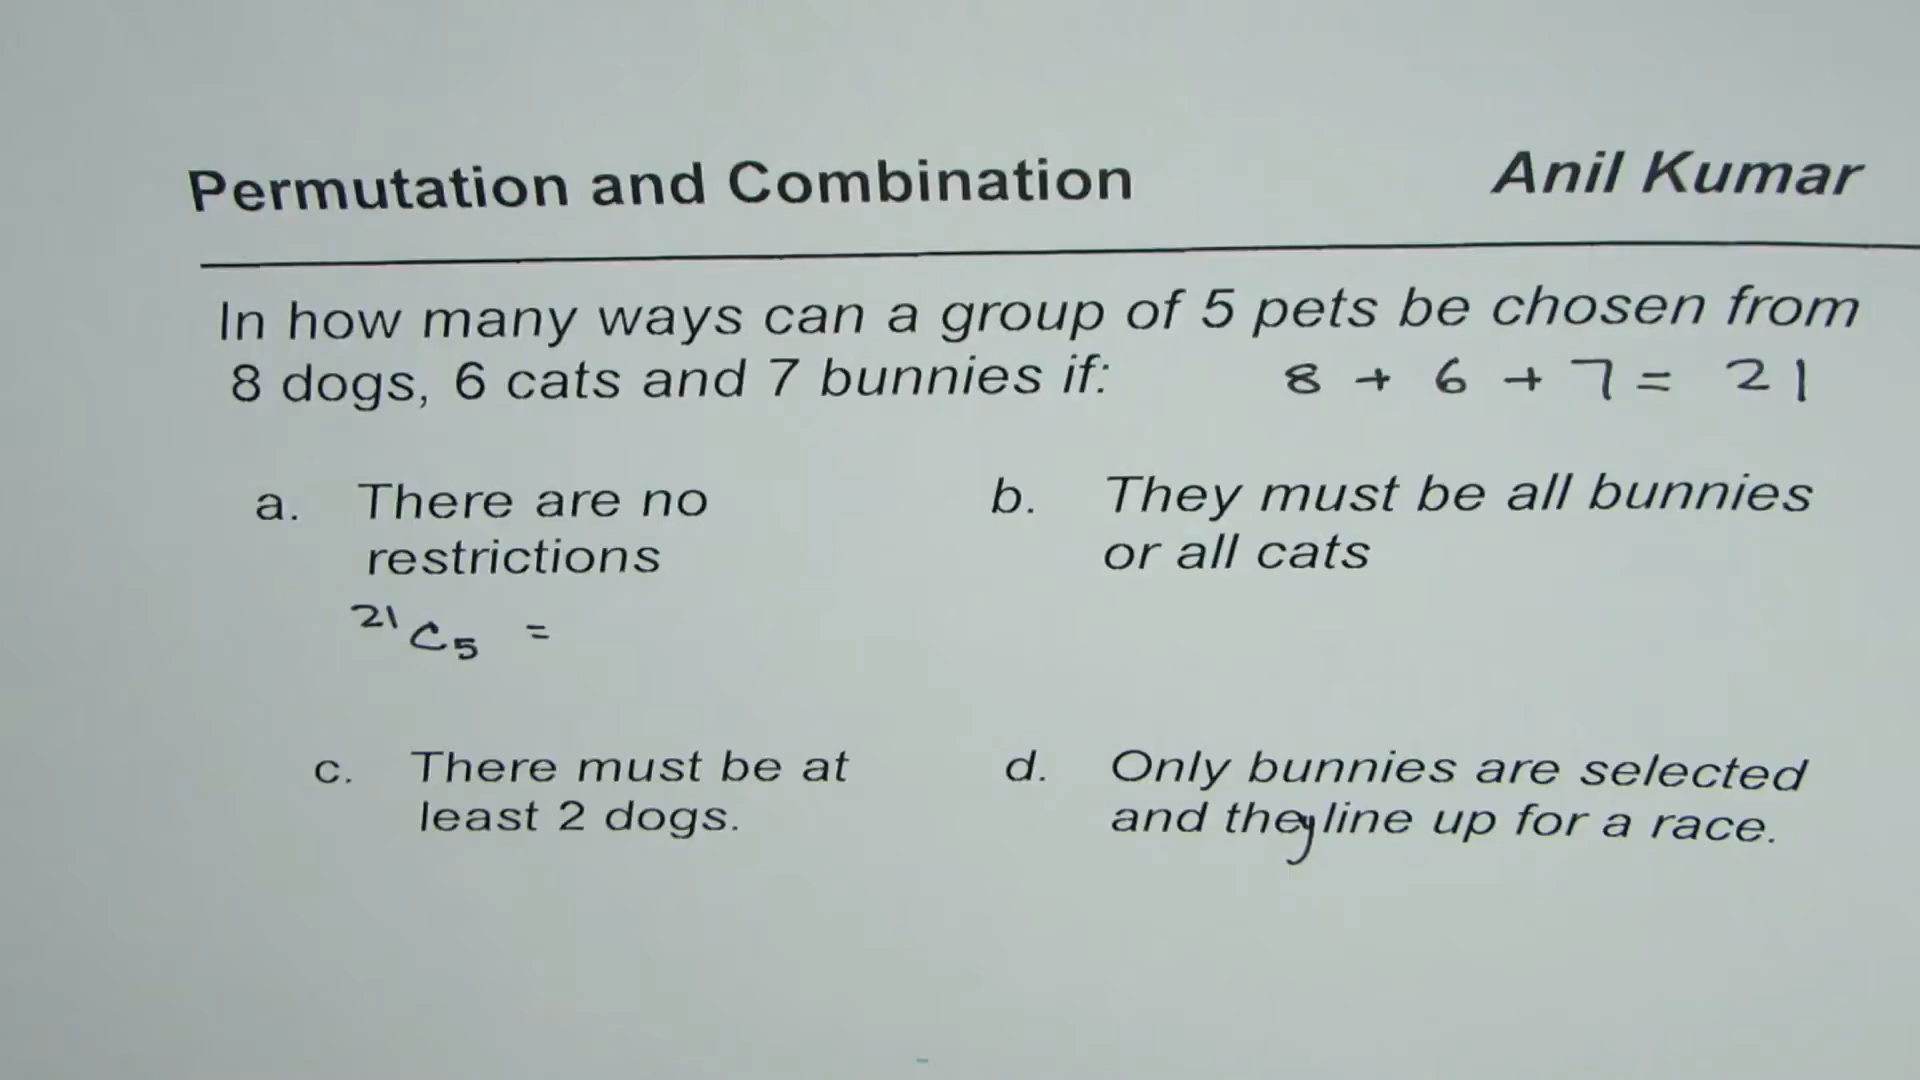 Permutation and Combination
Anil Kumar
In how many ways can a group of 5 pets be chosen from
8 dogs, 6 cats and 7 bunnies if:
8 + 6 + 7 = 21
a. There are no
restrictions
²¹C₅ =
b. They must be all bunnies
or all cats
c. There must be at
least 2 dogs.
d. Only bunnies are selected
and they line up for a race.